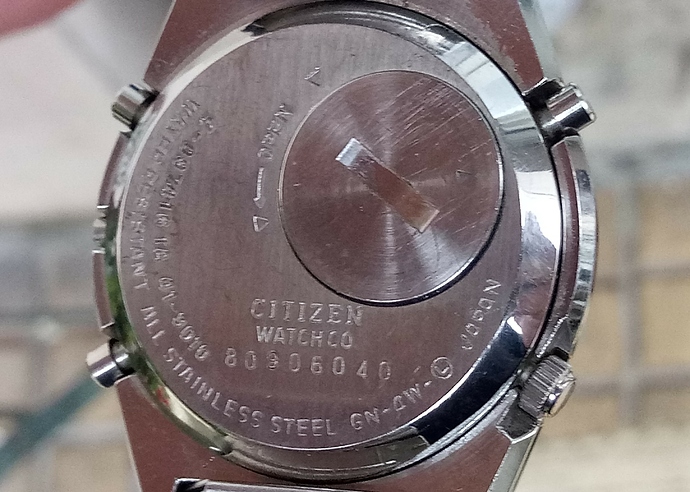 OPEN
CITIZEN
WATCH CO
80906040
WATER RESISTANT ALL STAINLESS STEEL GN-4W-Ⓛ JAPAN